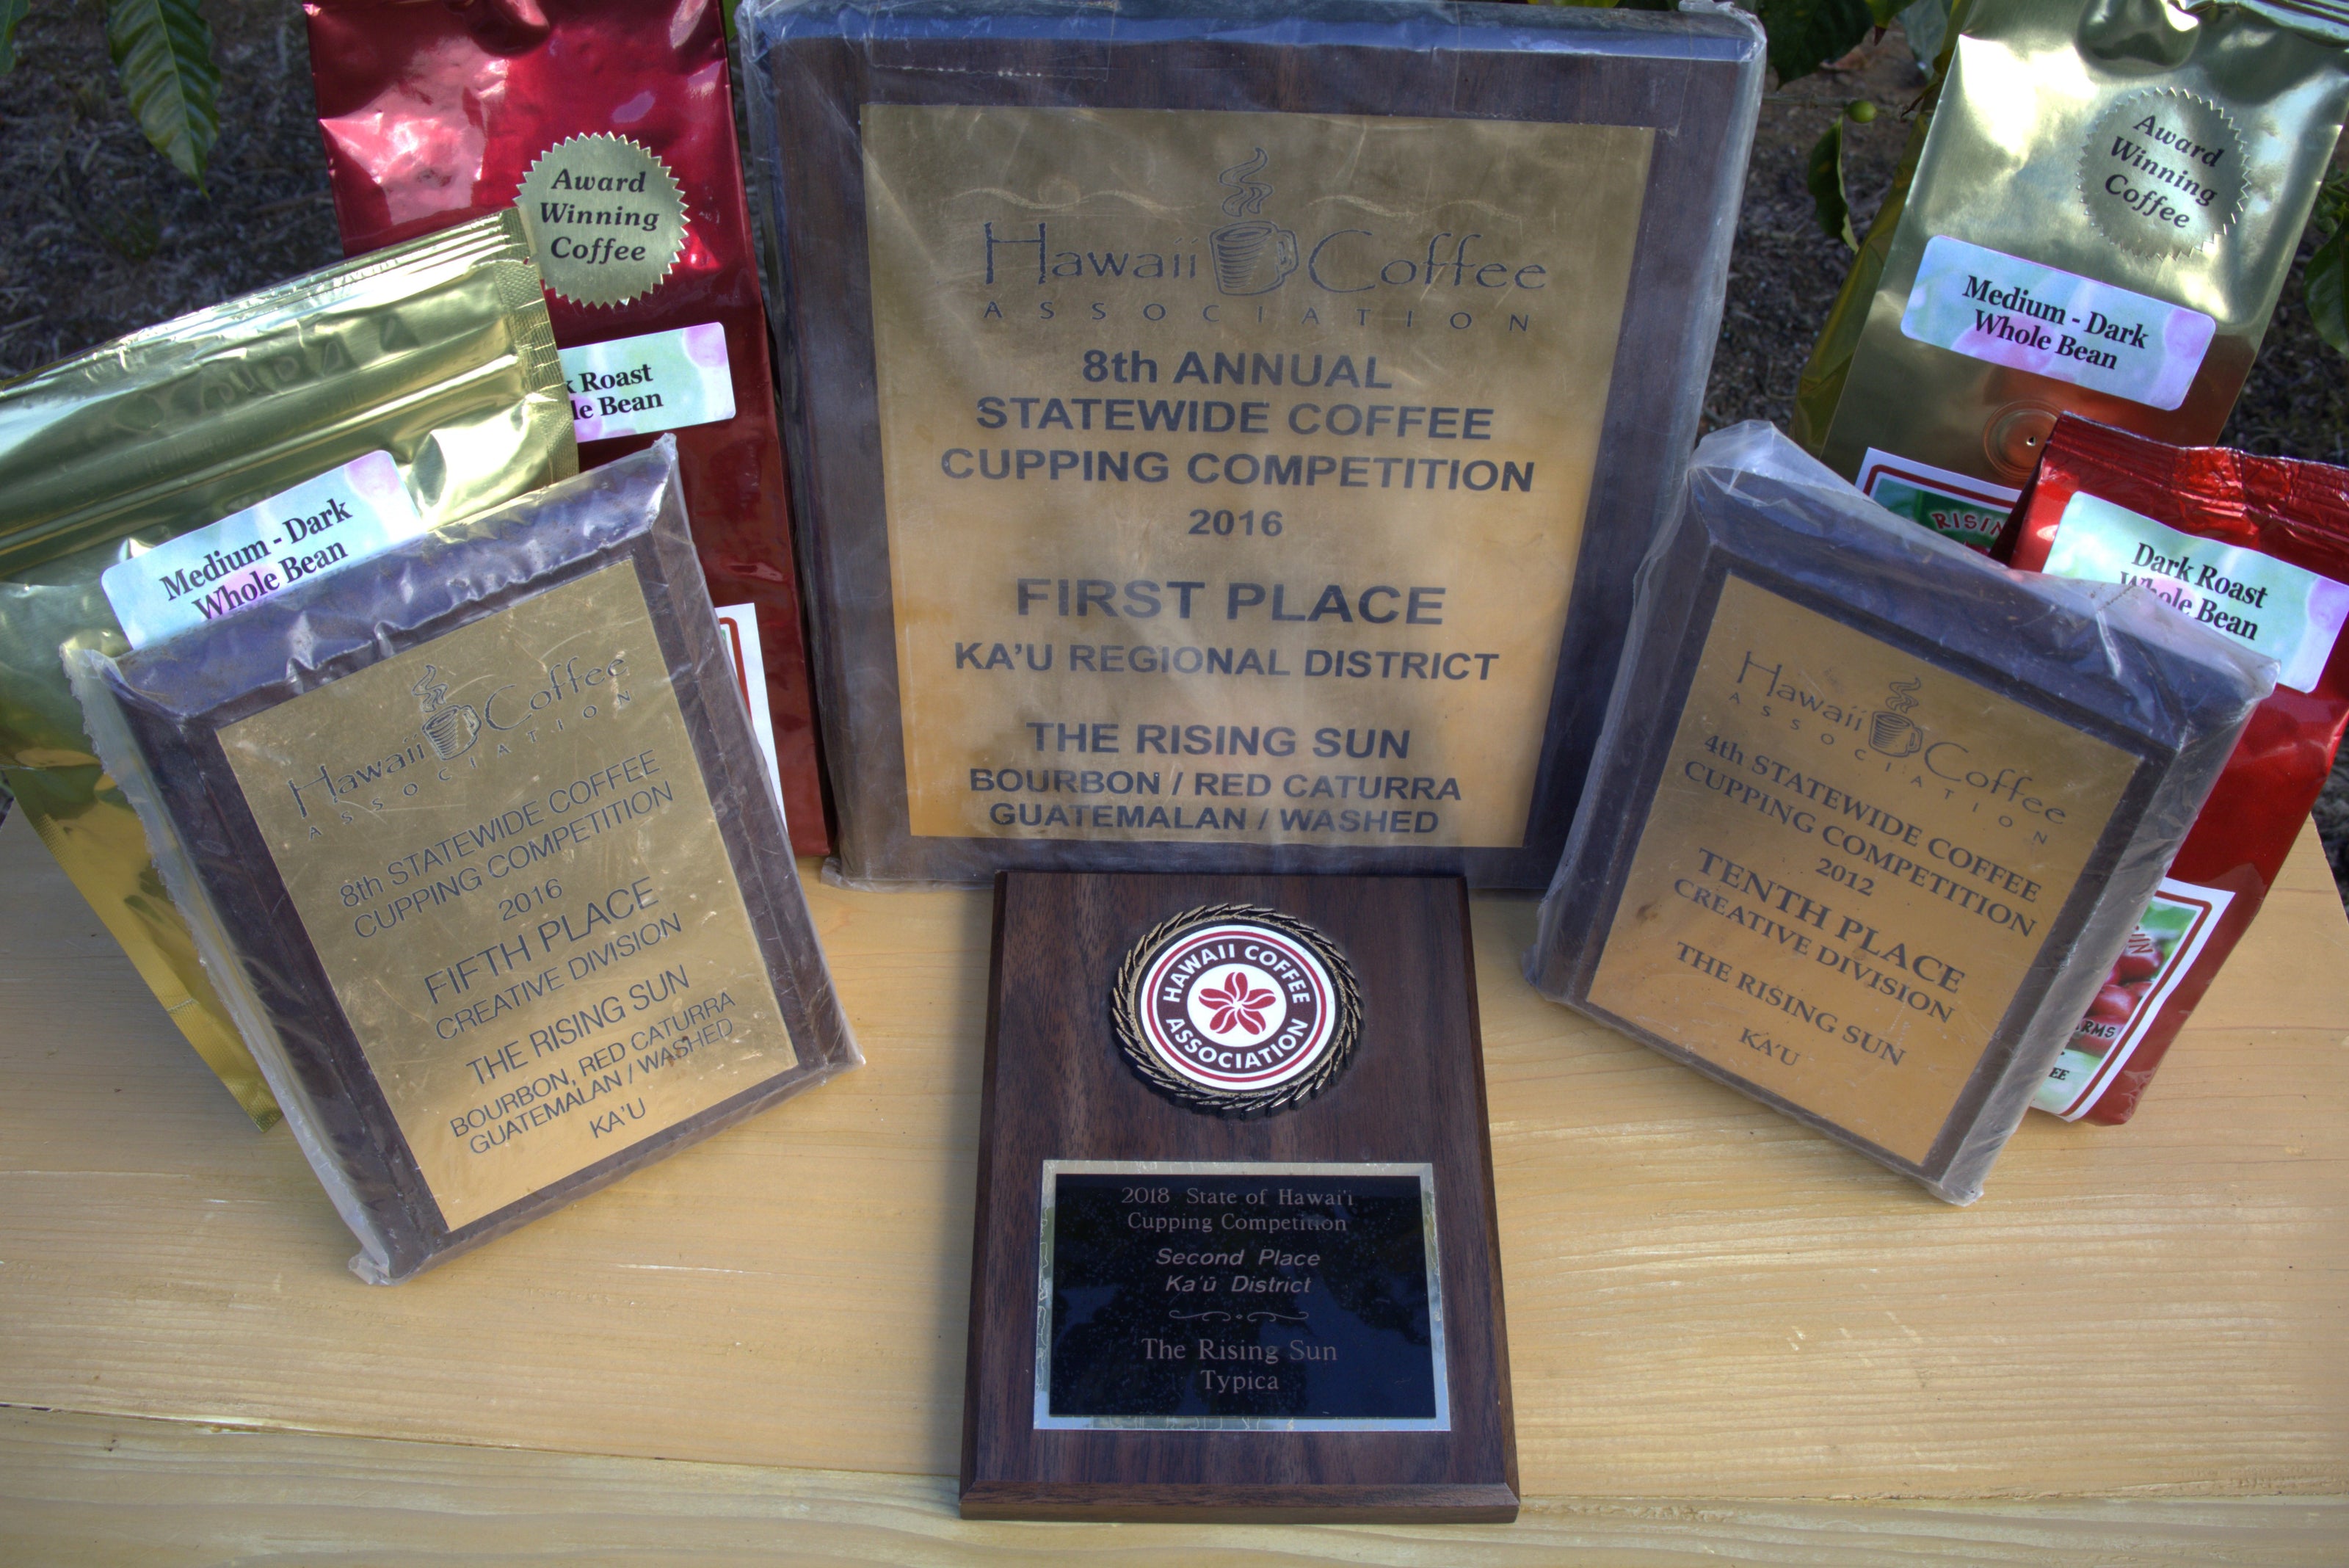 Award
Winning
Coffee
Roast
Bean
Medium - Dark
Whole Bean
Hawaii Coffee
ASSOCIATION
8th ANNUAL
STATEWIDE COFFEE
CUPPING COMPETITION
2016
FIRST PLACE
KA'U REGIONAL DISTRICT
THE RISING SUN
BOURBON / RED CATURRA
GUATEMALAN / WASHED
Award
Winning
Coffee
Medium - Dark
Whole Bean
Dark Roast
Whole Bean
Hawaii Coffee
ASSOCIATION
8th STATEWIDE COFFEE
CUPPING COMPETITION
2016
FIFTH PLACE
CREATIVE DIVISION
THE RISING SUN
BOURBON, RED CATURRA
GUATEMALAN / WASHED
KA'U
HAWAII COFFEE
ASSOCIATION
2018 State of Hawai'i
Cupping Competition
Second Place
Ka'ū District
The Rising Sun
Typica
Hawaii Coffee
ASSOCIATION
4th STATEWIDE COFFEE
CUPPING COMPETITION
2012
TENTH PLACE
CREATIVE DIVISION
THE RISING SUN
KA'U